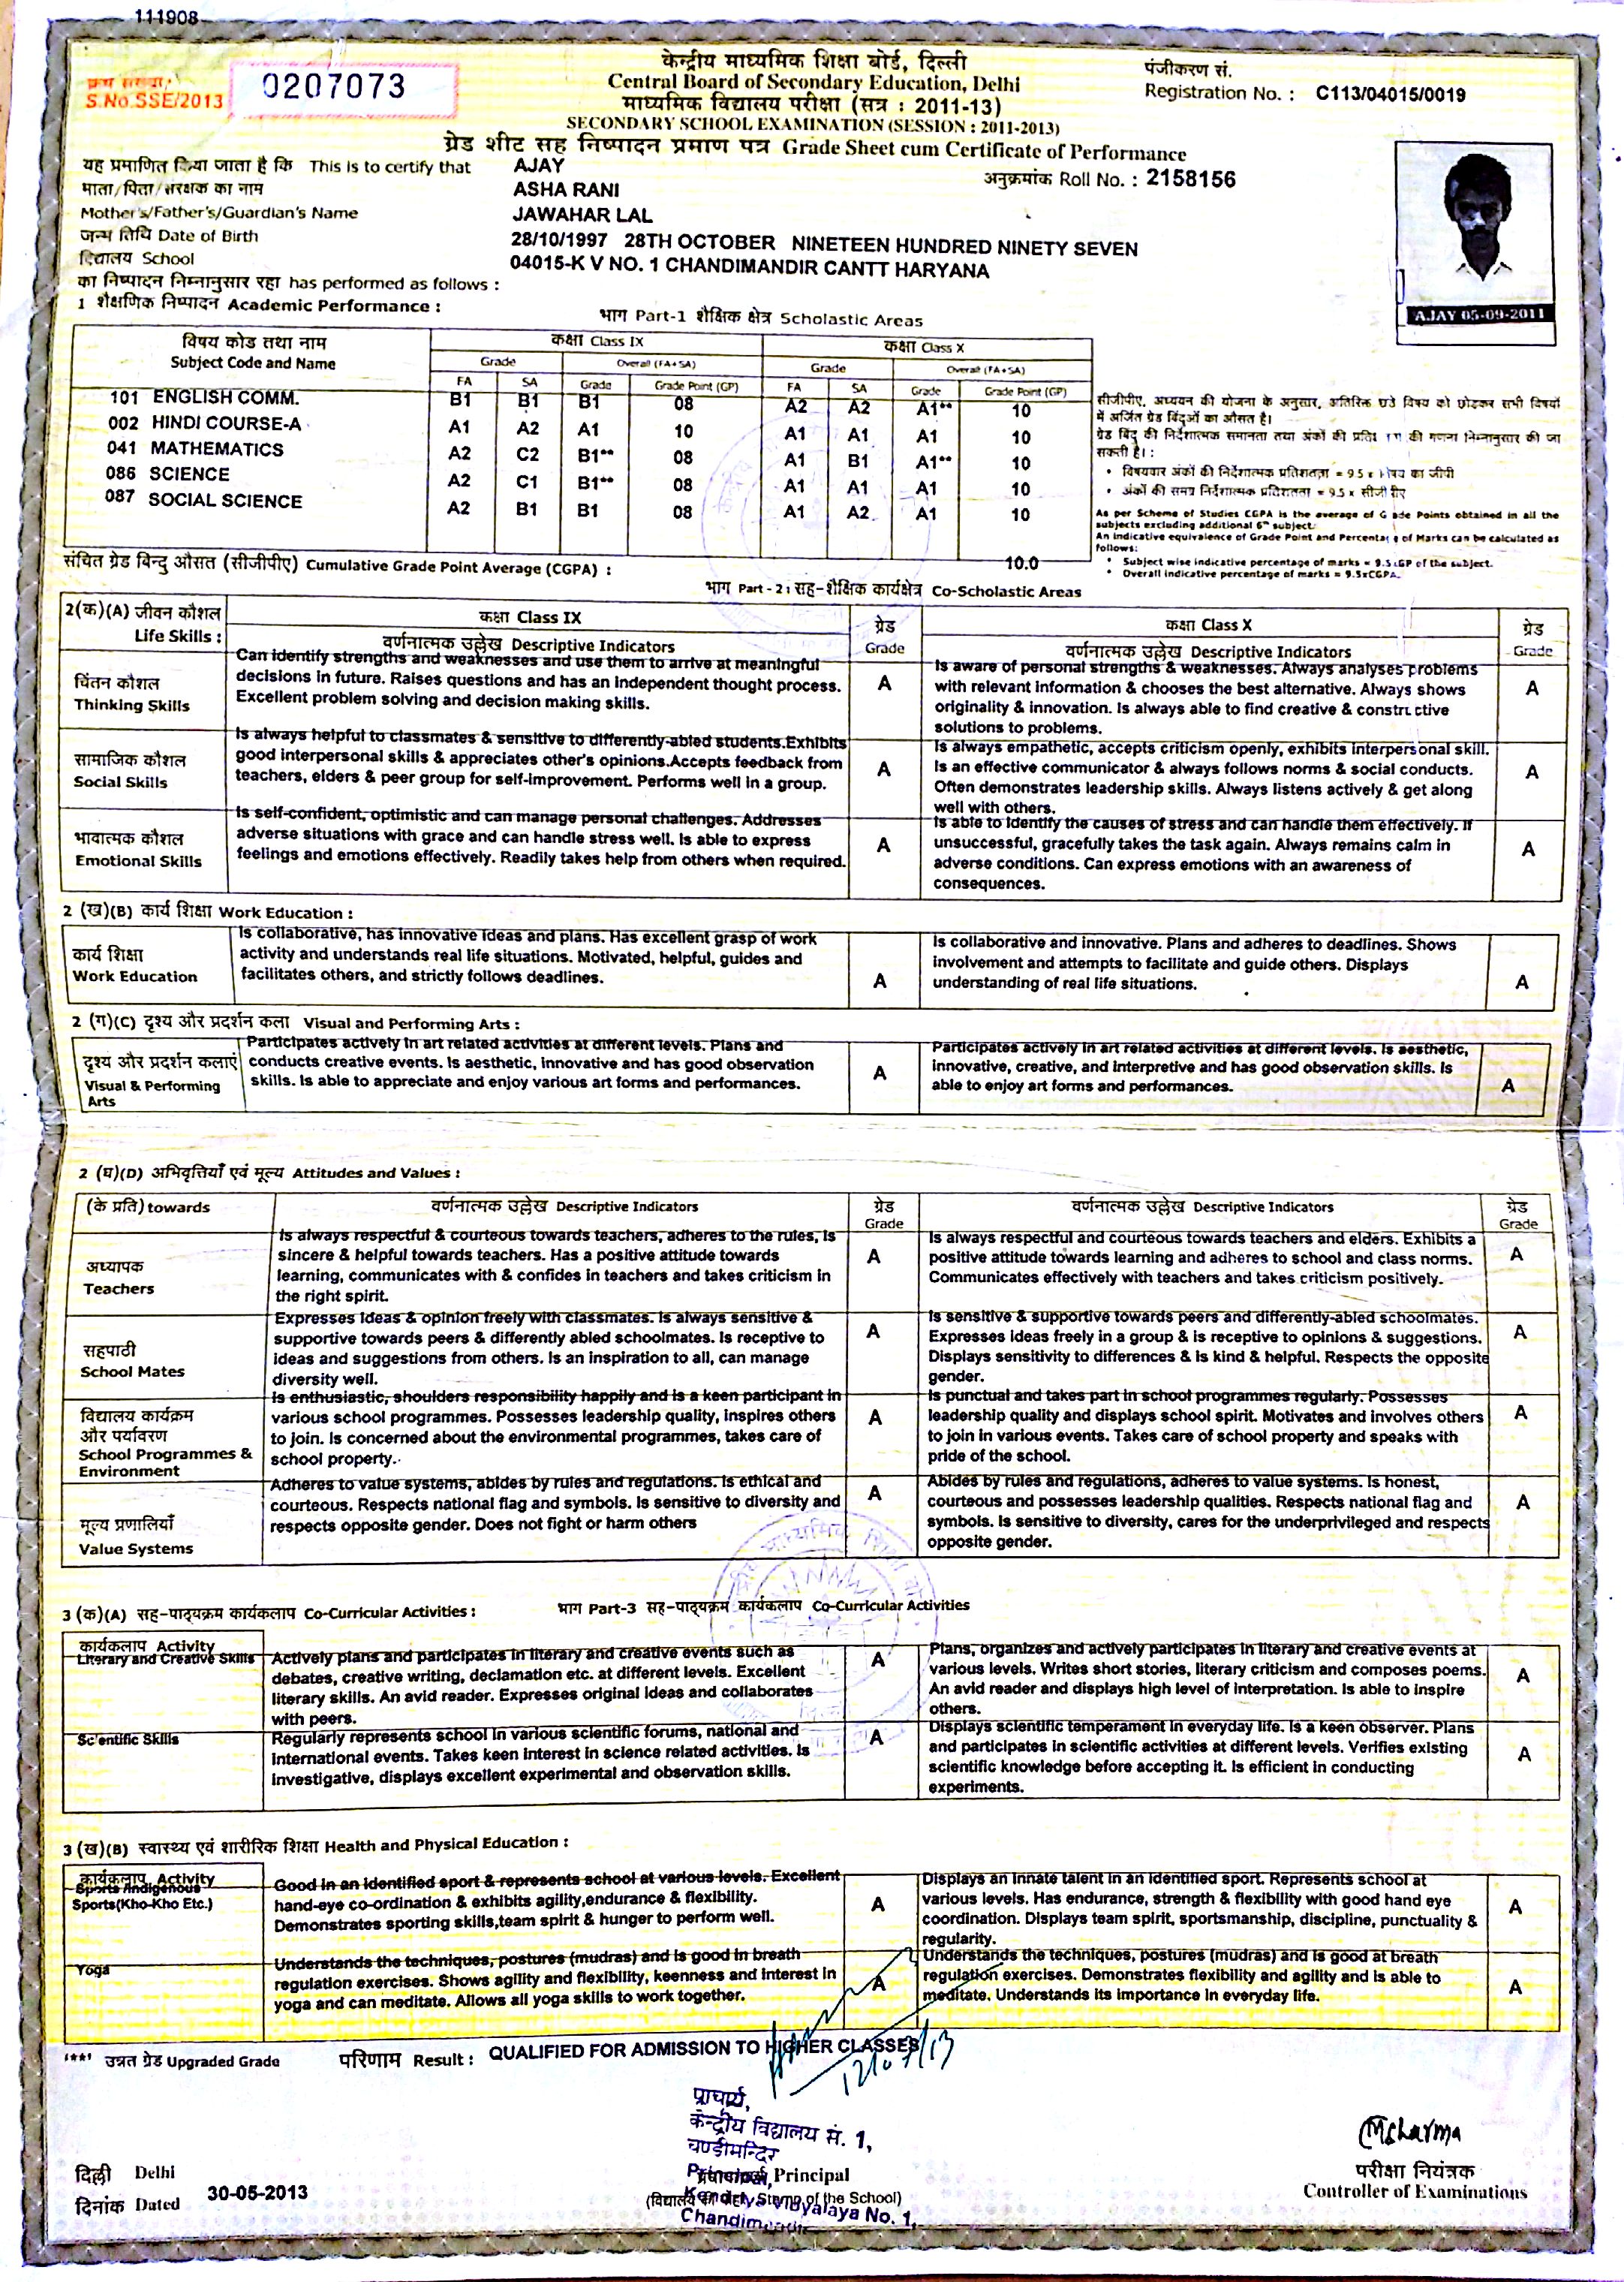 111908
क्रम संख्या/
S.No.SSE/2013
0207073
केन्द्रीय माध्यमिक शिक्षा बोर्ड, दिल्ली
Central Board of Secondary Education, Delhi
माध्यमिक विद्यालय परीक्षा (सत्र : 2011-13)
SECONDARY SCHOOL EXAMINATION (SESSION : 2011-2013)
ग्रेड शीट सह निष्पादन प्रमाण पत्र Grade Sheet cum Certificate of Performance
पंजीकरण सं.
Registration No. : C113/04015/0019
यह प्रमाणित किया जाता है कि This is to certify that AJAY
अनुक्रमांक Roll No. : 2158156
माता/पिता/संरक्षक का नाम ASHA RANI
Mother's/Father's/Guardian's Name JAWAHAR LAL
जन्म तिथि Date of Birth 28/10/1997 28TH OCTOBER NINETEEN HUNDRED NINETY SEVEN
विद्यालय School 04015-K V NO. 1 CHANDIMANDIR CANTT HARYANA
का निष्पादन निम्नानुसार रहा has performed as follows :
AJAY 05-09-2011
1 शैक्षणिक निष्पादन Academic Performance :
भाग Part-1 शैक्षिक क्षेत्र Scholastic Areas
विषय कोड तथा नाम
Subject Code and Name
कक्षा Class IX कक्षा Class X
Grade Overall (FA+SA) Grade Overall (FA+SA)
FA SA Grade Grade Point (GP) FA SA Grade Grade Point (GP)
101 ENGLISH COMM. B1 B1 B1 08 A2 A2 A1** 10
002 HINDI COURSE-A A1 A2 A1 10 A1 A1 A1 10
041 MATHEMATICS A2 C2 B1** 08 A1 B1 A1** 10
086 SCIENCE A2 C1 B1** 08 A1 A1 A1 10
087 SOCIAL SCIENCE A2 B1 B1 08 A1 A2 A1 10
सीजीपीए, अध्ययन की योजना के अनुसार, अतिरिक्त छठे विषय को छोड़कर सभी विषयों
में अर्जित ग्रेड बिंदुओं का औसत है।
ग्रेड बिंदु की निर्देशात्मक समानता तथा अंकों की की गणना निम्नानुसार की जा
सकती है। :
• विषयवार अंकों की निर्देशात्मक प्रतिशतता = 9.5 x विषय का जीपी
• अंकों की समग्र निर्देशात्मक प्रतिशतता = 9.5 x सीजीपीए
As per Scheme of Studies CGPA is the average of Grade Points obtained in all the
subjects excluding additional 6th subject.
An indicative equivalence of Grade Point and Percentage of Marks can be calculated as
follows:
• Subject wise indicative percentage of marks = 9.5xGP of the subject.
• Overall indicative percentage of marks = 9.5xCGPA.
संचित ग्रेड बिन्दु औसत (सीजीपीए) Cumulative Grade Point Average (CGPA) : 10.0
भाग Part - 2 : सह-शैक्षिक कार्यक्षेत्र Co-Scholastic Areas
2(क)(A) जीवन कौशल
Life Skills :
कक्षा Class IX
वर्णनात्मक उल्लेख Descriptive Indicators
ग्रेड
Grade
कक्षा Class X
वर्णनात्मक उल्लेख Descriptive Indicators
ग्रेड
Grade
चिंतन कौशल
Thinking Skills
Can identify strengths and weaknesses and use them to arrive at meaningful
decisions in future. Raises questions and has an independent thought process.
Excellent problem solving and decision making skills.
A
Is aware of personal strengths & weaknesses. Always analyses problems
with relevant information & chooses the best alternative. Always shows
originality & innovation. Is always able to find creative & constructive
solutions to problems.
A
सामाजिक कौशल
Social Skills
Is always helpful to classmates & sensitive to differently-abled students.Exhibits
good interpersonal skills & appreciates other's opinions.Accepts feedback from
teachers, elders & peer group for self-improvement. Performs well in a group.
A
Is always empathetic, accepts criticism openly, exhibits interpersonal skill.
Is an effective communicator & always follows norms & social conducts.
Often demonstrates leadership skills. Always listens actively & get along
well with others.
A
भावात्मक कौशल
Emotional Skills
Is self-confident, optimistic and can manage personal challenges. Addresses
adverse situations with grace and can handle stress well. Is able to express
feelings and emotions effectively. Readily takes help from others when required.
A
Is able to identify the causes of stress and can handle them effectively. If
unsuccessful, gracefully takes the task again. Always remains calm in
adverse conditions. Can express emotions with an awareness of
consequences.
A
2 (ख)(B) कार्य शिक्षा Work Education :
कार्य शिक्षा
Work Education
Is collaborative, has innovative ideas and plans. Has excellent grasp of work
activity and understands real life situations. Motivated, helpful, guides and
facilitates others, and strictly follows deadlines.
A
Is collaborative and innovative. Plans and adheres to deadlines. Shows
involvement and attempts to facilitate and guide others. Displays
understanding of real life situations.
A
2 (ग)(C) दृश्य और प्रदर्शन कला Visual and Performing Arts :
दृश्य और प्रदर्शन कलाएं
Visual & Performing
Arts
Participates actively in art related activities at different levels. Plans and
conducts creative events. Is aesthetic, innovative and has good observation
skills. Is able to appreciate and enjoy various art forms and performances.
A
Participates actively in art related activities at different levels. Is aesthetic,
innovative, creative, and interpretive and has good observation skills. Is
able to enjoy art forms and performances.
A
2 (घ)(D) अभिवृत्तियाँ एवं मूल्य Attitudes and Values :
(के प्रति) towards
वर्णनात्मक उल्लेख Descriptive Indicators
ग्रेड
Grade
वर्णनात्मक उल्लेख Descriptive Indicators
ग्रेड
Grade
अध्यापक
Teachers
Is always respectful & courteous towards teachers, adheres to the rules, is
sincere & helpful towards teachers. Has a positive attitude towards
learning, communicates with & confides in teachers and takes criticism in
the right spirit.
A
Is always respectful and courteous towards teachers and elders. Exhibits a
positive attitude towards learning and adheres to school and class norms.
Communicates effectively with teachers and takes criticism positively.
A
सहपाठी
School Mates
Expresses ideas & opinion freely with classmates. Is always sensitive &
supportive towards peers & differently abled schoolmates. Is receptive to
ideas and suggestions from others. Is an inspiration to all, can manage
diversity well.
A
Is sensitive & supportive towards peers and differently-abled schoolmates.
Expresses ideas freely in a group & is receptive to opinions & suggestions.
Displays sensitivity to differences & is kind & helpful. Respects the opposite
gender.
A
विद्यालय कार्यक्रम
और पर्यावरण
School Programmes &
Environment
Is enthusiastic, shoulders responsibility happily and is a keen participant in
various school programmes. Possesses leadership quality, inspires others
to join. Is concerned about the environmental programmes, takes care of
school property.
A
Is punctual and takes part in school programmes regularly. Possesses
leadership quality and displays school spirit. Motivates and involves others
to join in various events. Takes care of school property and speaks with
pride of the school.
A
मूल्य प्रणालियाँ
Value Systems
Adheres to value systems, abides by rules and regulations. Is ethical and
courteous. Respects national flag and symbols. Is sensitive to diversity and
respects opposite gender. Does not fight or harm others
A
Abides by rules and regulations, adheres to value systems. Is honest,
courteous and possesses leadership qualities. Respects national flag and
symbols. Is sensitive to diversity, cares for the underprivileged and respects
opposite gender.
A
3 (क)(A) सह-पाठ्यक्रम कार्यकलाप Co-Curricular Activities :
भाग Part-3 सह-पाठ्यक्रम कार्यकलाप Co-Curricular Activities
कार्यकलाप Activity
Literary and Creative Skills
Actively plans and participates in literary and creative events such as
debates, creative writing, declamation etc. at different levels. Excellent
literary skills. An avid reader. Expresses original ideas and collaborates
with peers.
A
Plans, organizes and actively participates in literary and creative events at
various levels. Writes short stories, literary criticism and composes poems.
An avid reader and displays high level of interpretation. Is able to inspire
others.
A
Scientific Skills
Regularly represents school in various scientific forums, national and
international events. Takes keen interest in science related activities. Is
investigative, displays excellent experimental and observation skills.
A
Displays scientific temperament in everyday life. Is a keen observer. Plans
and participates in scientific activities at different levels. Verifies existing
scientific knowledge before accepting it. Is efficient in conducting
experiments.
A
3 (ख)(B) स्वास्थ्य एवं शारीरिक शिक्षा Health and Physical Education :
कार्यकलाप Activity
Sports /Indigenous
Sports(Kho-Kho Etc.)
Good in an identified sport & represents school at various levels. Excellent
hand-eye co-ordination & exhibits agility,endurance & flexibility.
Demonstrates sporting skills,team spirit & hunger to perform well.
A
Displays an innate talent in an identified sport. Represents school at
various levels. Has endurance, strength & flexibility with good hand eye
coordination. Displays team spirit, sportsmanship, discipline, punctuality &
regularity.
A
Yoga
Understands the techniques, postures (mudras) and is good in breath
regulation exercises. Shows agility and flexibility, keenness and interest in
yoga and can meditate. Allows all yoga skills to work together.
A
Understands the techniques, postures (mudras) and is good at breath
regulation exercises. Demonstrates flexibility and agility and is able to
meditate. Understands its importance in everyday life.
A
'**' उन्नत ग्रेड Upgraded Grade
परिणाम Result : QUALIFIED FOR ADMISSION TO HIGHER CLASSES
12/07/13
प्राचार्य,
केन्द्रीय विद्यालय सं. 1,
चण्डीमन्दिर
Principal,
Kendriya Vidyalaya No. 1,
Chandimandir
Principal
(विद्यालय की मोहर Stamp of the School)
दिल्ली Delhi
दिनांक Dated 30-05-2013
MSharma
परीक्षा नियंत्रक
Controller of Examinations